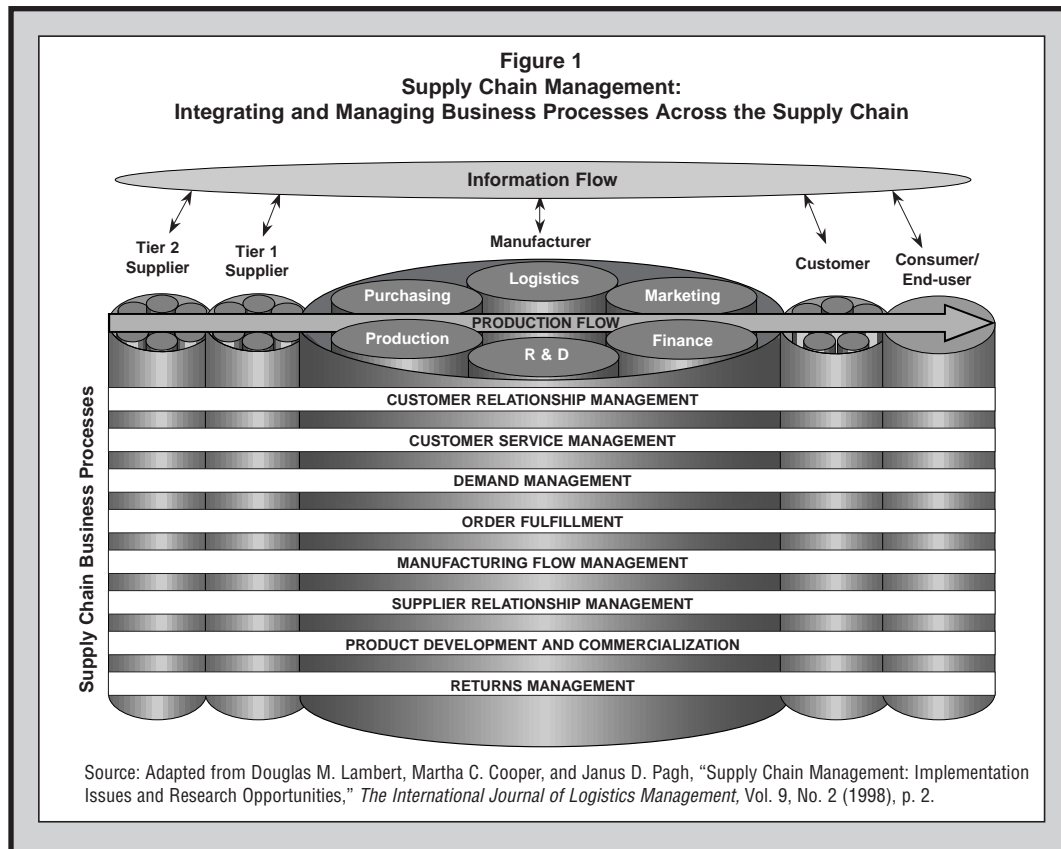 Figure 1
Supply Chain Management:
Integrating and Managing Business Processes Across the Supply Chain
Information Flow
Tier 2
Supplier
Tier 1
Supplier
Manufacturer
Customer
Consumer/
End-user
Logistics
Purchasing
Marketing
PRODUCTION FLOW
Production
Finance
R & D
Supply Chain Business Processes
CUSTOMER RELATIONSHIP MANAGEMENT
CUSTOMER SERVICE MANAGEMENT
DEMAND MANAGEMENT
ORDER FULFILLMENT
MANUFACTURING FLOW MANAGEMENT
SUPPLIER RELATIONSHIP MANAGEMENT
PRODUCT DEVELOPMENT AND COMMERCIALIZATION
RETURNS MANAGEMENT
Source: Adapted from Douglas M. Lambert, Martha C. Cooper, and Janus D. Pagh, “Supply Chain Management: Implementation
Issues and Research Opportunities,” The International Journal of Logistics Management, Vol. 9, No. 2 (1998), p. 2.